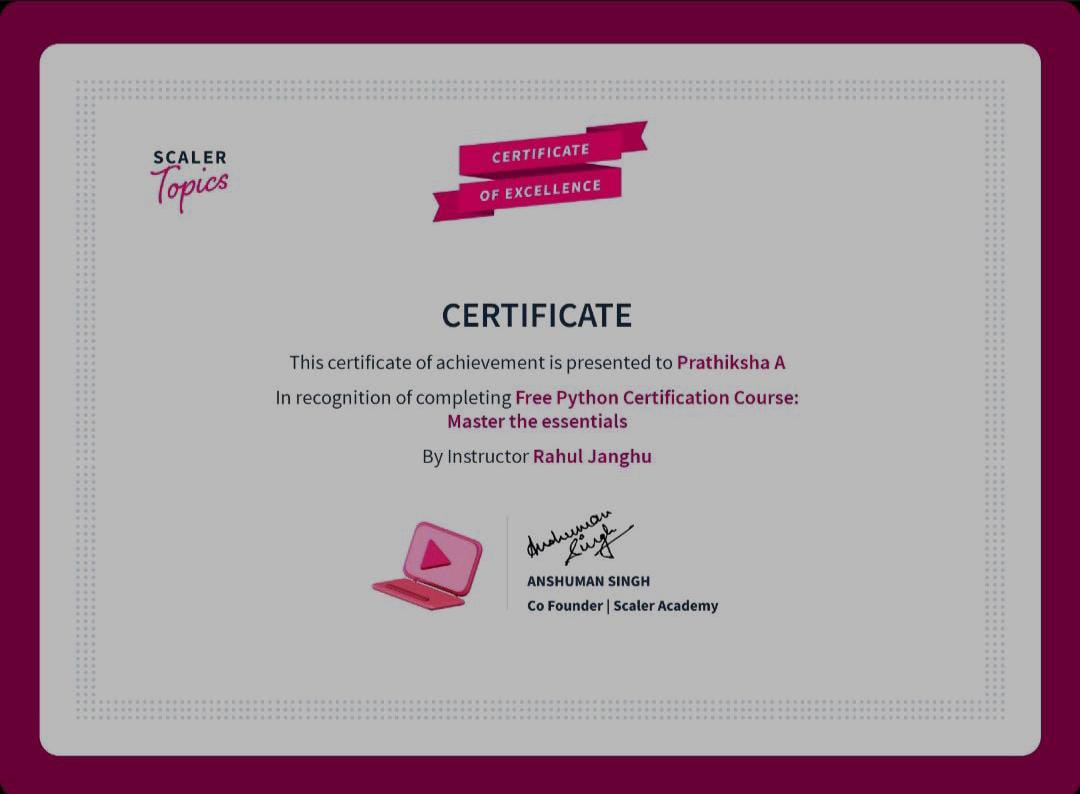 SCALER
Topics
CERTIFICATE
OF EXCELLENCE
CERTIFICATE
This certificate of achievement is presented to Prathiksha A
In recognition of completing Free Python Certification Course:
Master the essentials
By Instructor Rahul Janghu
Anshuman
Singh
ANSHUMAN SINGH
Co Founder | Scaler Academy